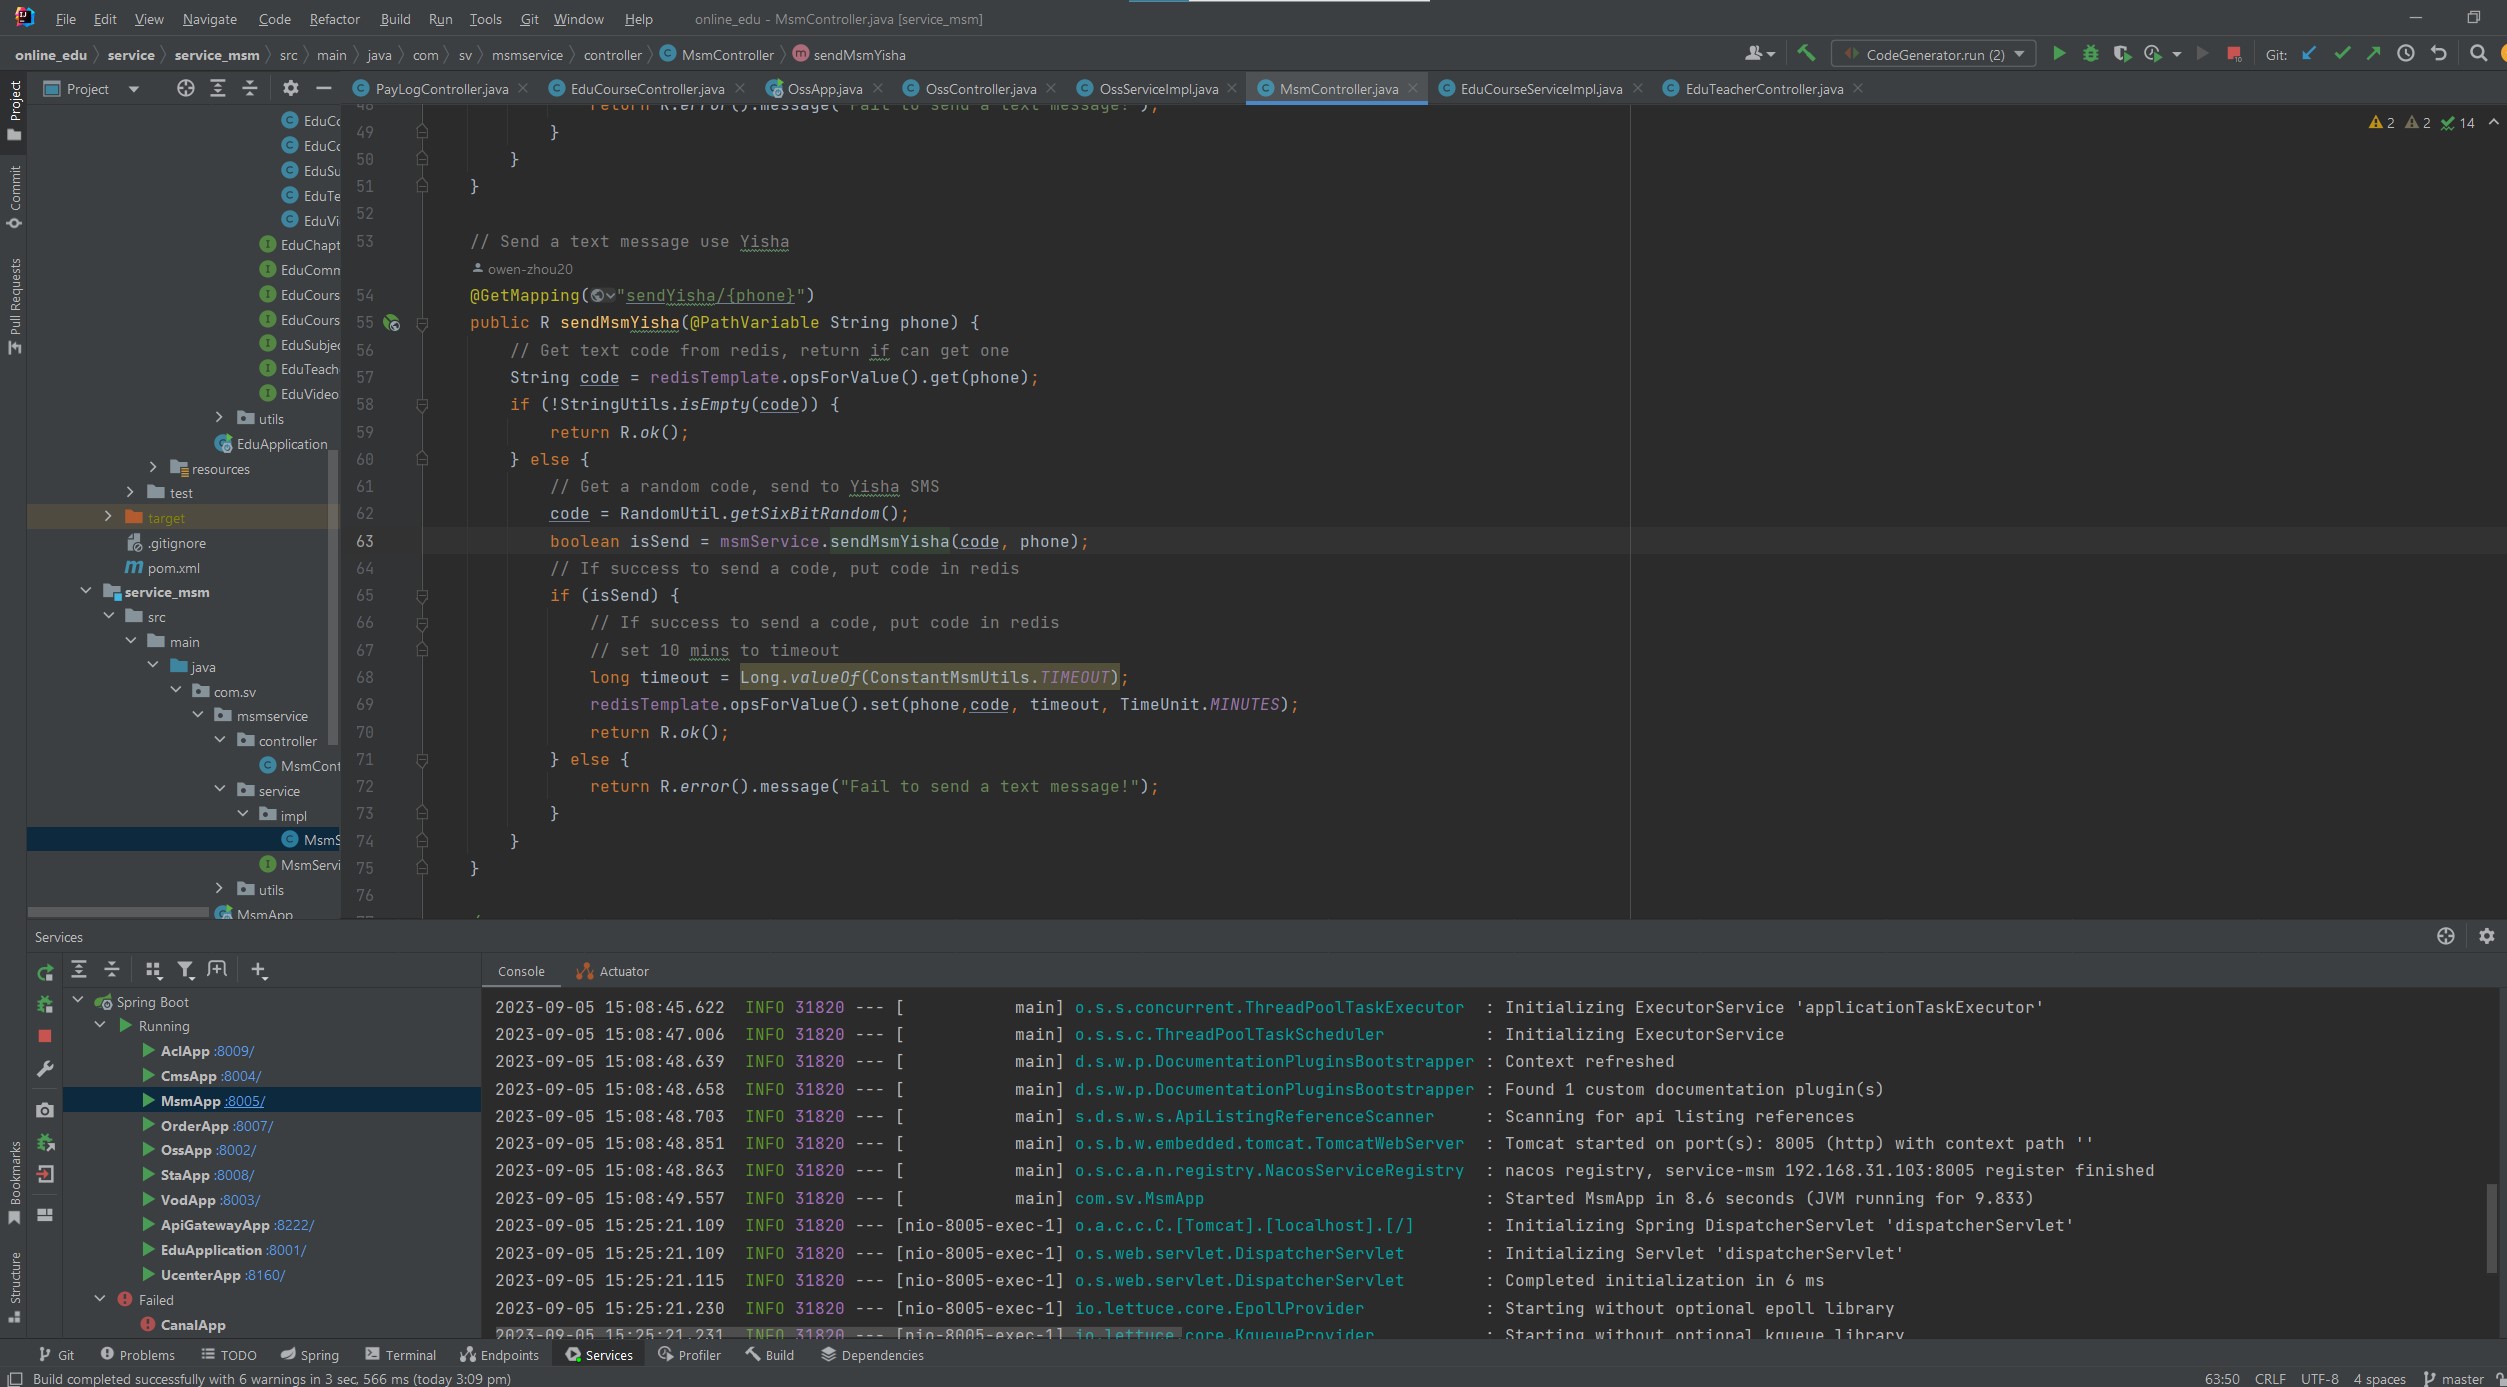 File Edit View Navigate Code Refactor Build Run Tools Git Window Help online_edu - MsmController.java [service_msm]
online_edu service service_msm src main java com sv msmservice controller MsmController sendMsmYisha CodeGenerator.run (2) Git:
Project PayLogController.java EduCourseController.java OssApp.java OssController.java OssServiceImpl.java MsmController.java EduCourseServiceImpl.java EduTeacherController.java
Project
Commit
Pull Requests
Bookmarks
Structure
EduCo
EduCo
EduSu
EduTe
EduVi
EduChapt
EduComm
EduCours
EduCours
EduSubje
EduTeach
EduVideo
utils
EduApplication
resources
test
target
.gitignore
pom.xml
service_msm
src
main
java
com.sv
msmservice
controller
MsmCont
service
impl
MsmS
MsmServi
utils
MsmApp
2 2 14
48 return R.error().message("Fail to send a text message!");
49 }
50 }
51 }
52
53 // Send a text message use Yisha
owen-zhou20
54 @GetMapping("sendYisha/{phone}")
55 public R sendMsmYisha(@PathVariable String phone) {
56 // Get text code from redis, return if can get one
57 String code = redisTemplate.opsForValue().get(phone);
58 if (!StringUtils.isEmpty(code)) {
59 return R.ok();
60 } else {
61 // Get a random code, send to Yisha SMS
62 code = RandomUtil.getSixBitRandom();
63 boolean isSend = msmService.sendMsmYisha(code, phone);
64 // If success to send a code, put code in redis
65 if (isSend) {
66 // If success to send a code, put code in redis
67 // set 10 mins to timeout
68 long timeout = Long.valueOf(ConstantMsmUtils.TIMEOUT);
69 redisTemplate.opsForValue().set(phone,code, timeout, TimeUnit.MINUTES);
70 return R.ok();
71 } else {
72 return R.error().message("Fail to send a text message!");
73 }
74 }
75 }
76
Services
Console Actuator
Spring Boot
Running
AclApp :8009/
CmsApp :8004/
MsmApp :8005/
OrderApp :8007/
OssApp :8002/
StaApp :8008/
VodApp :8003/
ApiGatewayApp :8222/
EduApplication :8001/
UcenterApp :8160/
Failed
CanalApp
2023-09-05 15:08:45.622 INFO 31820 --- [ main] o.s.s.concurrent.ThreadPoolTaskExecutor : Initializing ExecutorService 'applicationTaskExecutor'
2023-09-05 15:08:47.006 INFO 31820 --- [ main] o.s.s.c.ThreadPoolTaskScheduler : Initializing ExecutorService
2023-09-05 15:08:48.639 INFO 31820 --- [ main] d.s.w.p.DocumentationPluginsBootstrapper : Context refreshed
2023-09-05 15:08:48.658 INFO 31820 --- [ main] d.s.w.p.DocumentationPluginsBootstrapper : Found 1 custom documentation plugin(s)
2023-09-05 15:08:48.703 INFO 31820 --- [ main] s.d.s.w.s.ApiListingReferenceScanner : Scanning for api listing references
2023-09-05 15:08:48.851 INFO 31820 --- [ main] o.s.b.w.embedded.tomcat.TomcatWebServer : Tomcat started on port(s): 8005 (http) with context path ''
2023-09-05 15:08:48.863 INFO 31820 --- [ main] o.s.c.a.n.registry.NacosServiceRegistry : nacos registry, service-msm 192.168.31.103:8005 register finished
2023-09-05 15:08:49.557 INFO 31820 --- [ main] com.sv.MsmApp : Started MsmApp in 8.6 seconds (JVM running for 9.833)
2023-09-05 15:25:21.109 INFO 31820 --- [nio-8005-exec-1] o.a.c.c.C.[Tomcat].[localhost].[/] : Initializing Spring DispatcherServlet 'dispatcherServlet'
2023-09-05 15:25:21.109 INFO 31820 --- [nio-8005-exec-1] o.s.web.servlet.DispatcherServlet : Initializing Servlet 'dispatcherServlet'
2023-09-05 15:25:21.115 INFO 31820 --- [nio-8005-exec-1] o.s.web.servlet.DispatcherServlet : Completed initialization in 6 ms
2023-09-05 15:25:21.230 INFO 31820 --- [nio-8005-exec-1] io.lettuce.core.EpollProvider : Starting without optional epoll library
2023-09-05 15:25:21.231 INFO 31820 --- [nio-8005-exec-1] io.lettuce.core.KqueueProvider : Starting without optional kqueue library
Git Problems TODO Spring Terminal Endpoints Services Profiler Build Dependencies
Build completed successfully with 6 warnings in 3 sec, 566 ms (today 3:09 pm) 63:50 CRLF UTF-8 4 spaces master